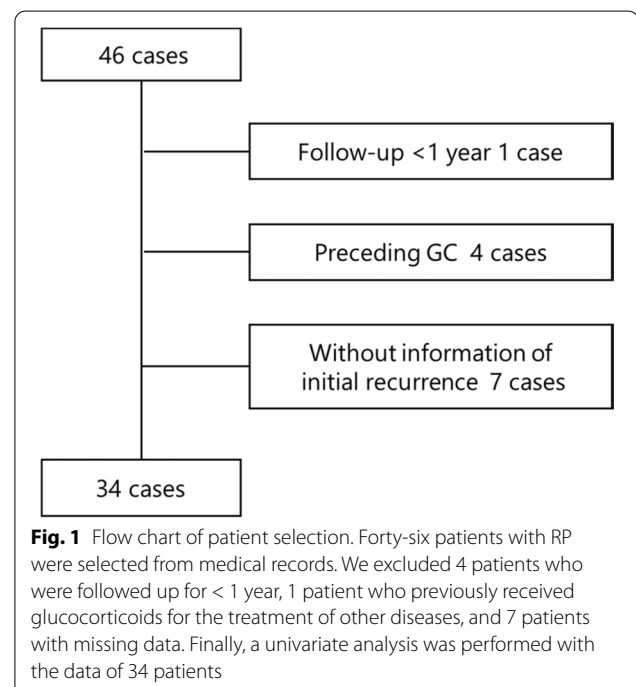 46 cases
Follow-up <1 year 1 case
Preceding GC 4 cases
Without information of
initial recurrence 7 cases
34 cases
Fig. 1 Flow chart of patient selection. Forty-six patients with RP
were selected from medical records. We excluded 4 patients who
were followed up for < 1 year, 1 patient who previously received
glucocorticoids for the treatment of other diseases, and 7 patients
with missing data. Finally, a univariate analysis was performed with
the data of 34 patients